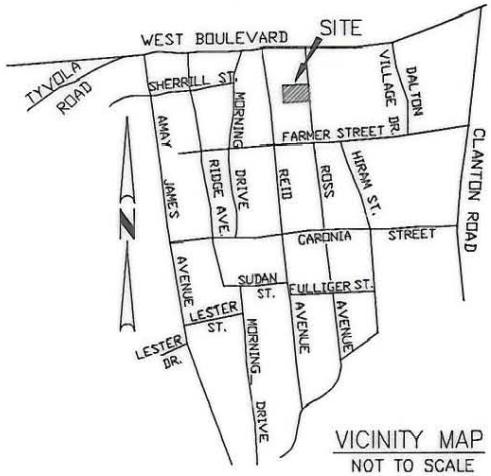 SITE
WEST BOULEVARD
TYVOLA
ROAD
SHERRILL ST.
MORNING
DRIVE
VILLAGE DR.
DALTON
FARMER STREET
AMAY
JAMES
AVENUE
RIDGE AVE.
REID
AVENUE
ROSS
AVENUE
HIRAM ST.
CLANTON ROAD
N
CARONIA
STREET
SUDAN
ST.
FULLIGER ST.
LESTER
ST.
LESTER
DR.
MORNING
DRIVE
VICINITY MAP
NOT TO SCALE